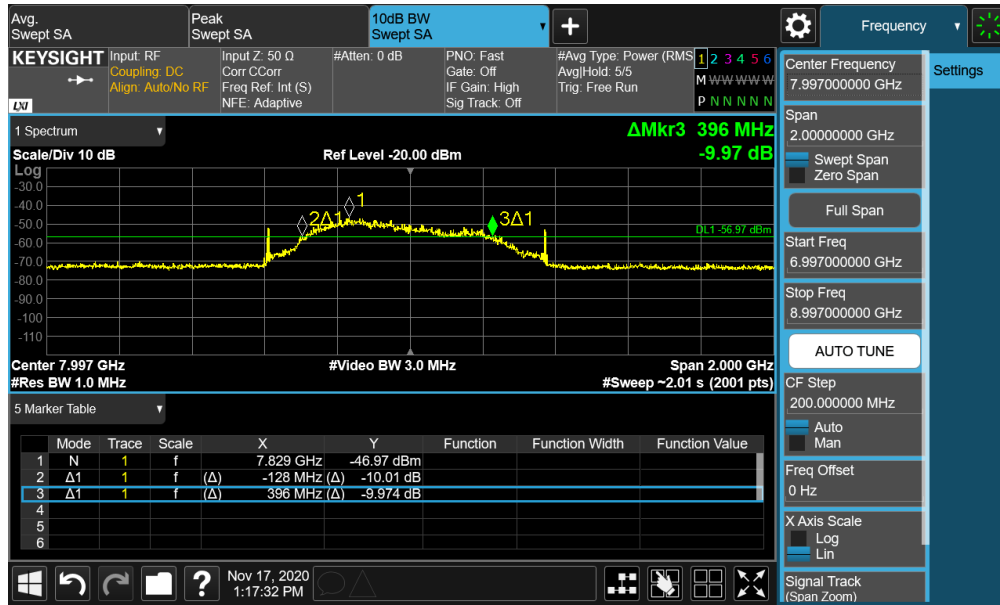 Avg.
Swept SA
Peak
Swept SA
10dB BW
Swept SA
Frequency
KEYSIGHT
LXI
Input: RF
Coupling: DC
Align: Auto/No RF
Input Z: 50 Ω
Corr CCorr
Freq Ref: Int (S)
NFE: Adaptive
#Atten: 0 dB
PNO: Fast
Gate: Off
IF Gain: High
Sig Track: Off
#Avg Type: Power (RMS
Avg|Hold: 5/5
Trig: Free Run
1 2 3 4 5 6
M W W W W W
P N N N N N
1 Spectrum
ΔMkr3 396 MHz
-9.97 dB
Scale/Div 10 dB
Ref Level -20.00 dBm
Log
-30.0
-40.0
-50.0
-60.0
-70.0
-80.0
-90.0
-100
-110
2Δ1
1
3Δ1
DL1 -56.97 dBm
Center 7.997 GHz
#Video BW 3.0 MHz
Span 2.000 GHz
#Res BW 1.0 MHz
#Sweep ~2.01 s (2001 pts)
5 Marker Table
Mode Trace Scale X Y Function Function Width Function Value
1 N 1 f 7.829 GHz -46.97 dBm
2 Δ1 1 f (Δ) -128 MHz (Δ) -10.01 dB
3 Δ1 1 f (Δ) 396 MHz (Δ) -9.974 dB
4
5
6
Nov 17, 2020
1:17:32 PM
Center Frequency
7.997000000 GHz
Span
2.00000000 GHz
Swept Span
Zero Span
Full Span
Start Freq
6.997000000 GHz
Stop Freq
8.997000000 GHz
AUTO TUNE
CF Step
200.000000 MHz
Auto
Man
Freq Offset
0 Hz
X Axis Scale
Log
Lin
Signal Track
(Span Zoom)
Settings